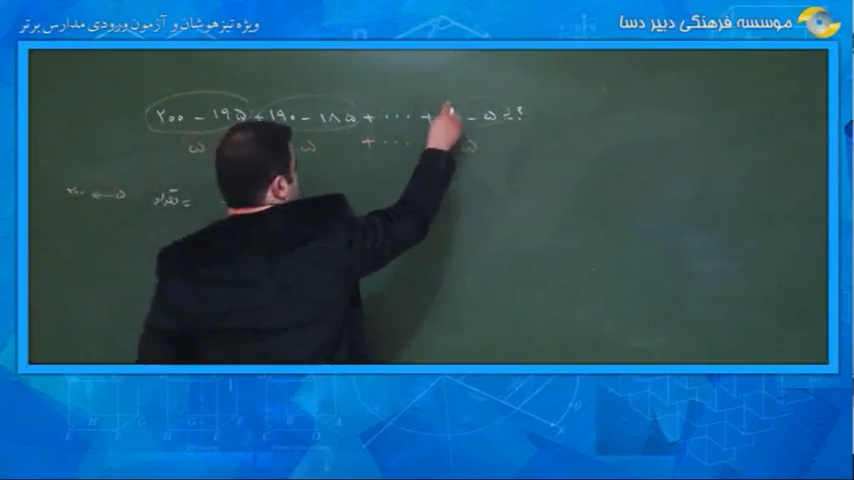 موسسه فرهنگی دبیر دسا
ویژه تیزهوشان و آزمون ورودی مدارس برتر
۲۰۰ - ۱۹۵ + ۱۹۰ - ۱۸۵ + ... + - ۵ = ?
۵ ۵ + ... ۵
۲۰۰ ← ۵ تعداد =